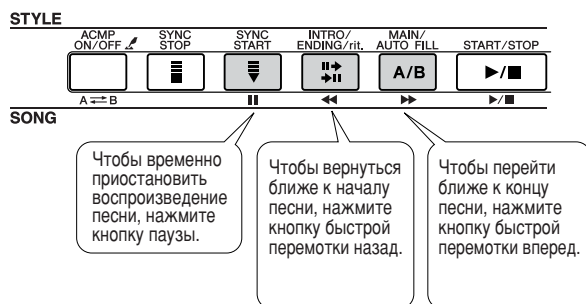 STYLE
ACMP ON/OFF
SYNC STOP
SYNC START
INTRO/ ENDING/rit.
MAIN/ AUTO FILL
START/STOP
A/B
A B
SONG
Чтобы временно
приостановить
воспроизведение
песни, нажмите
кнопку паузы.
Чтобы вернуться
ближе к началу
песни, нажмите
кнопку быстрой
перемотки назад.
Чтобы перейти
ближе к концу
песни, нажмите
кнопку быстрой
перемотки вперед.